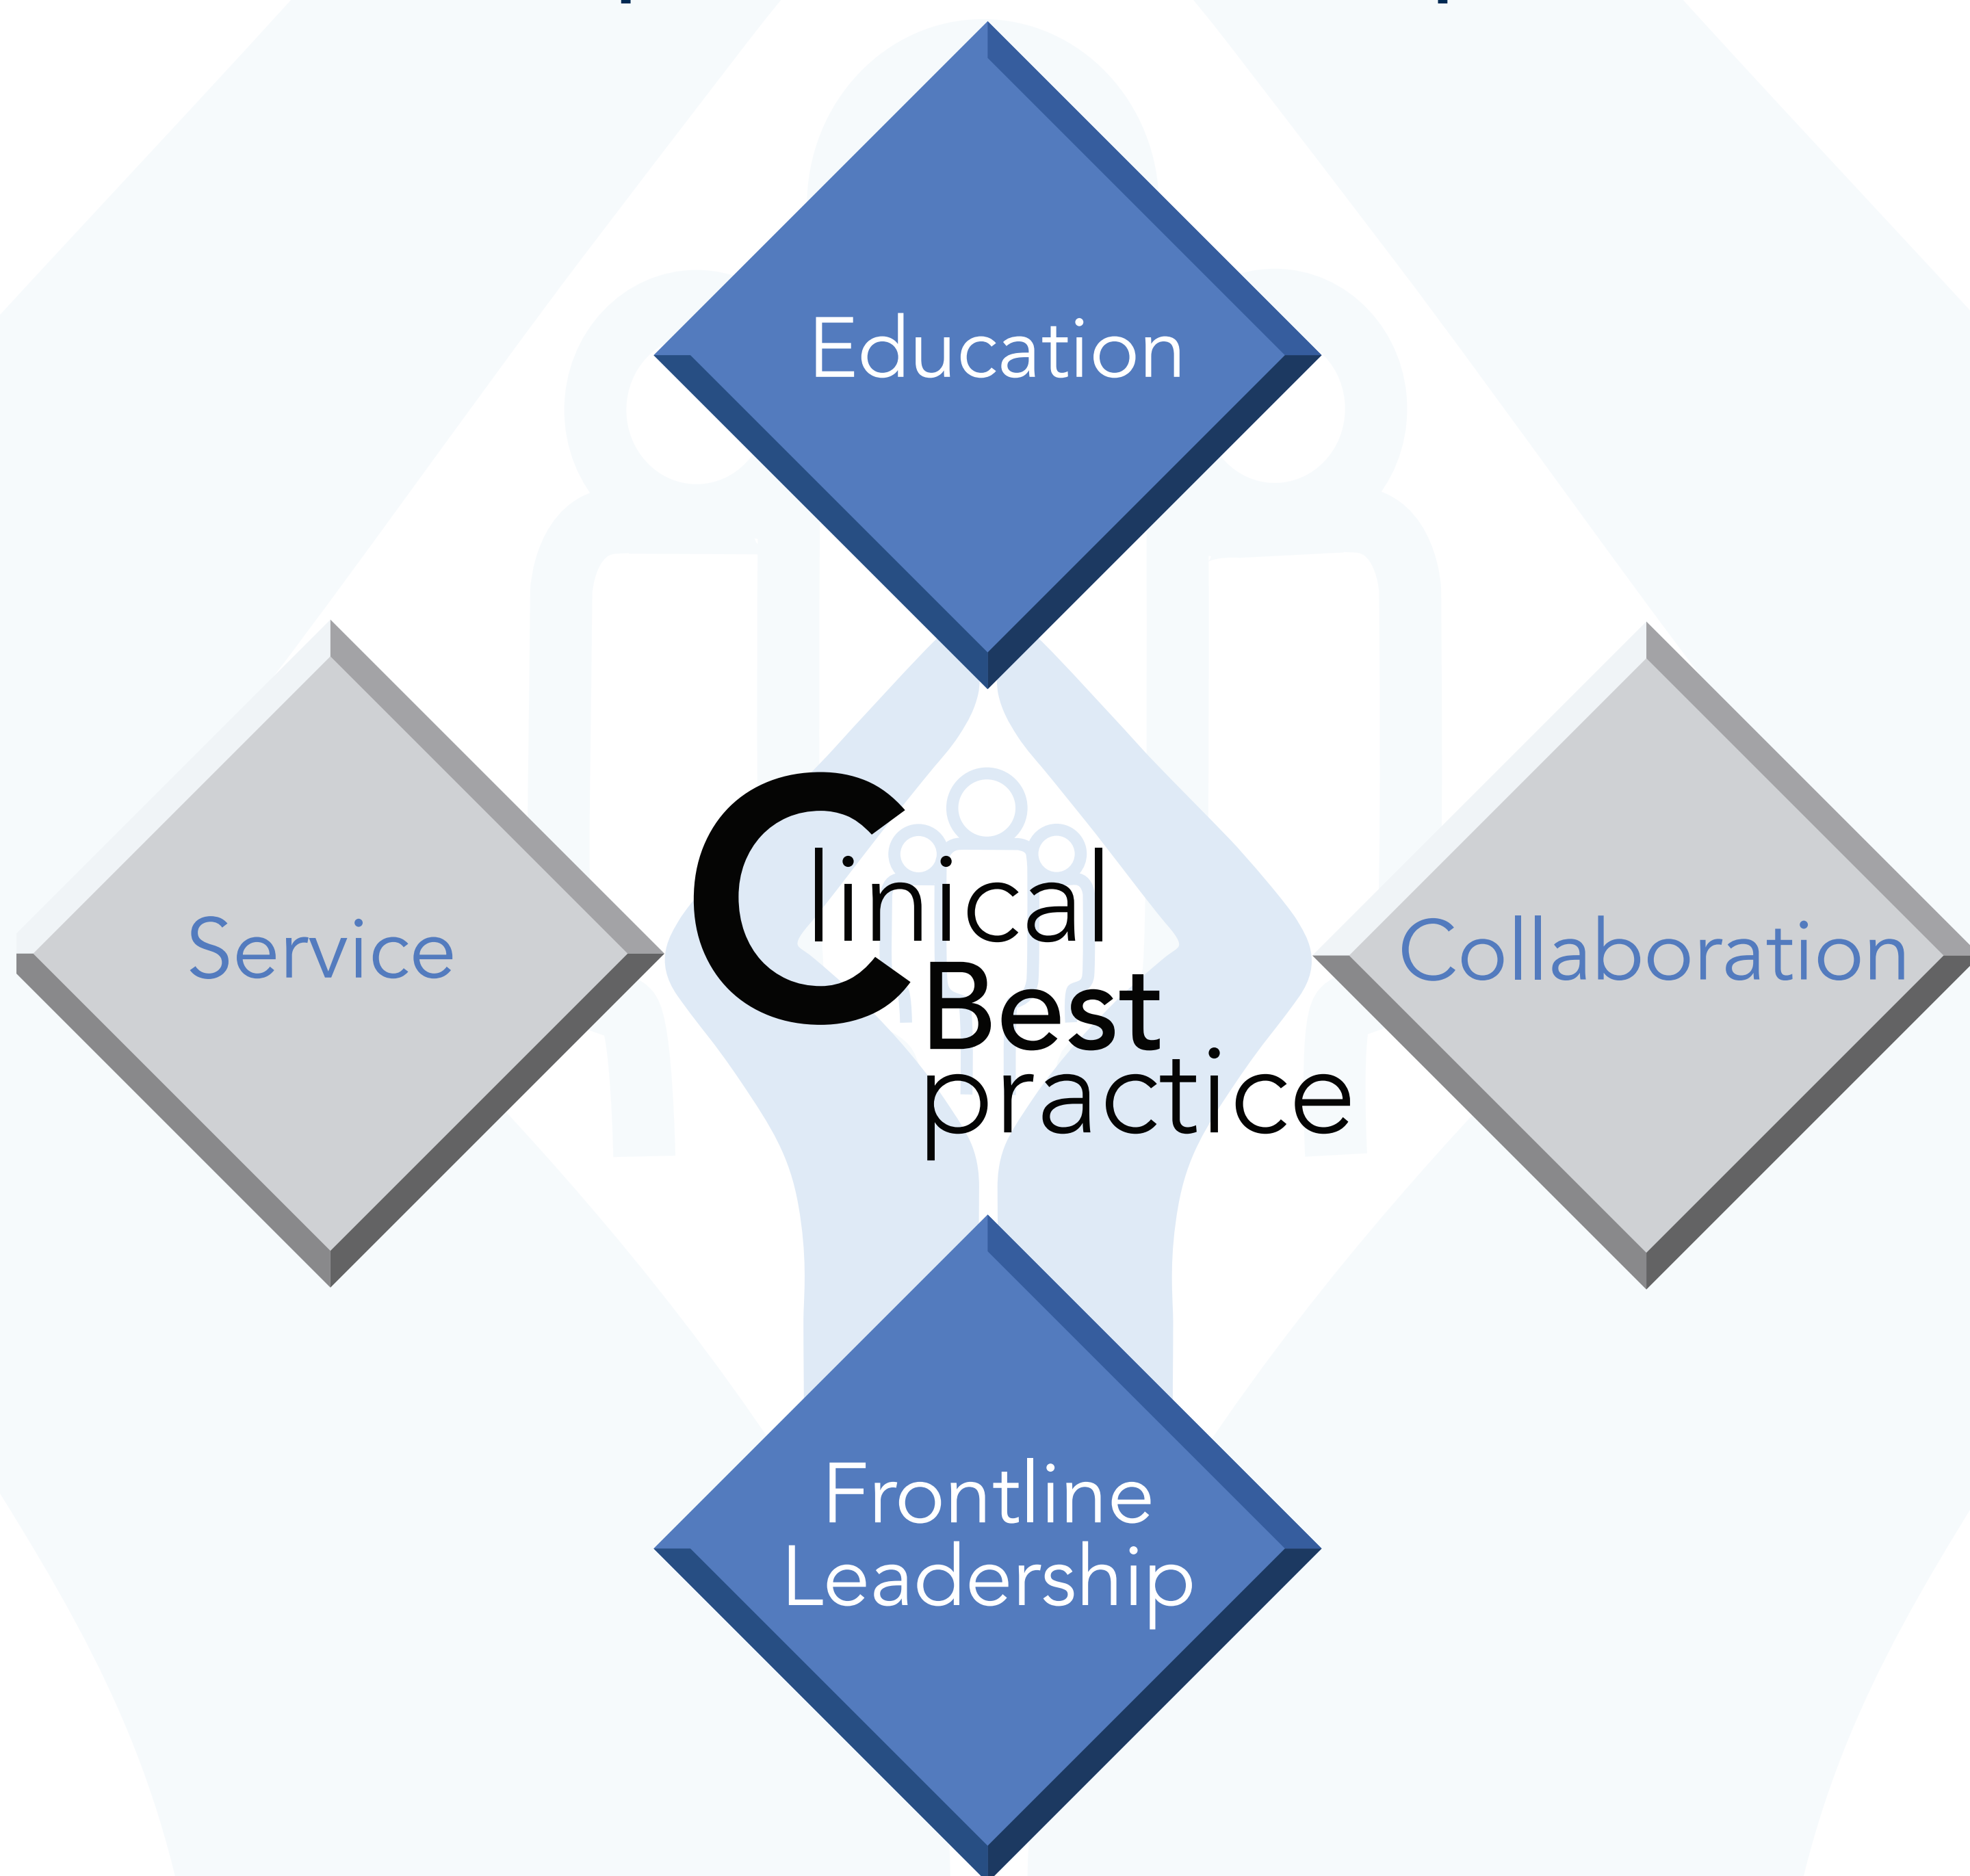 Education
Service
Clinical
Best
practice
Collaboration
Frontline
Leadership